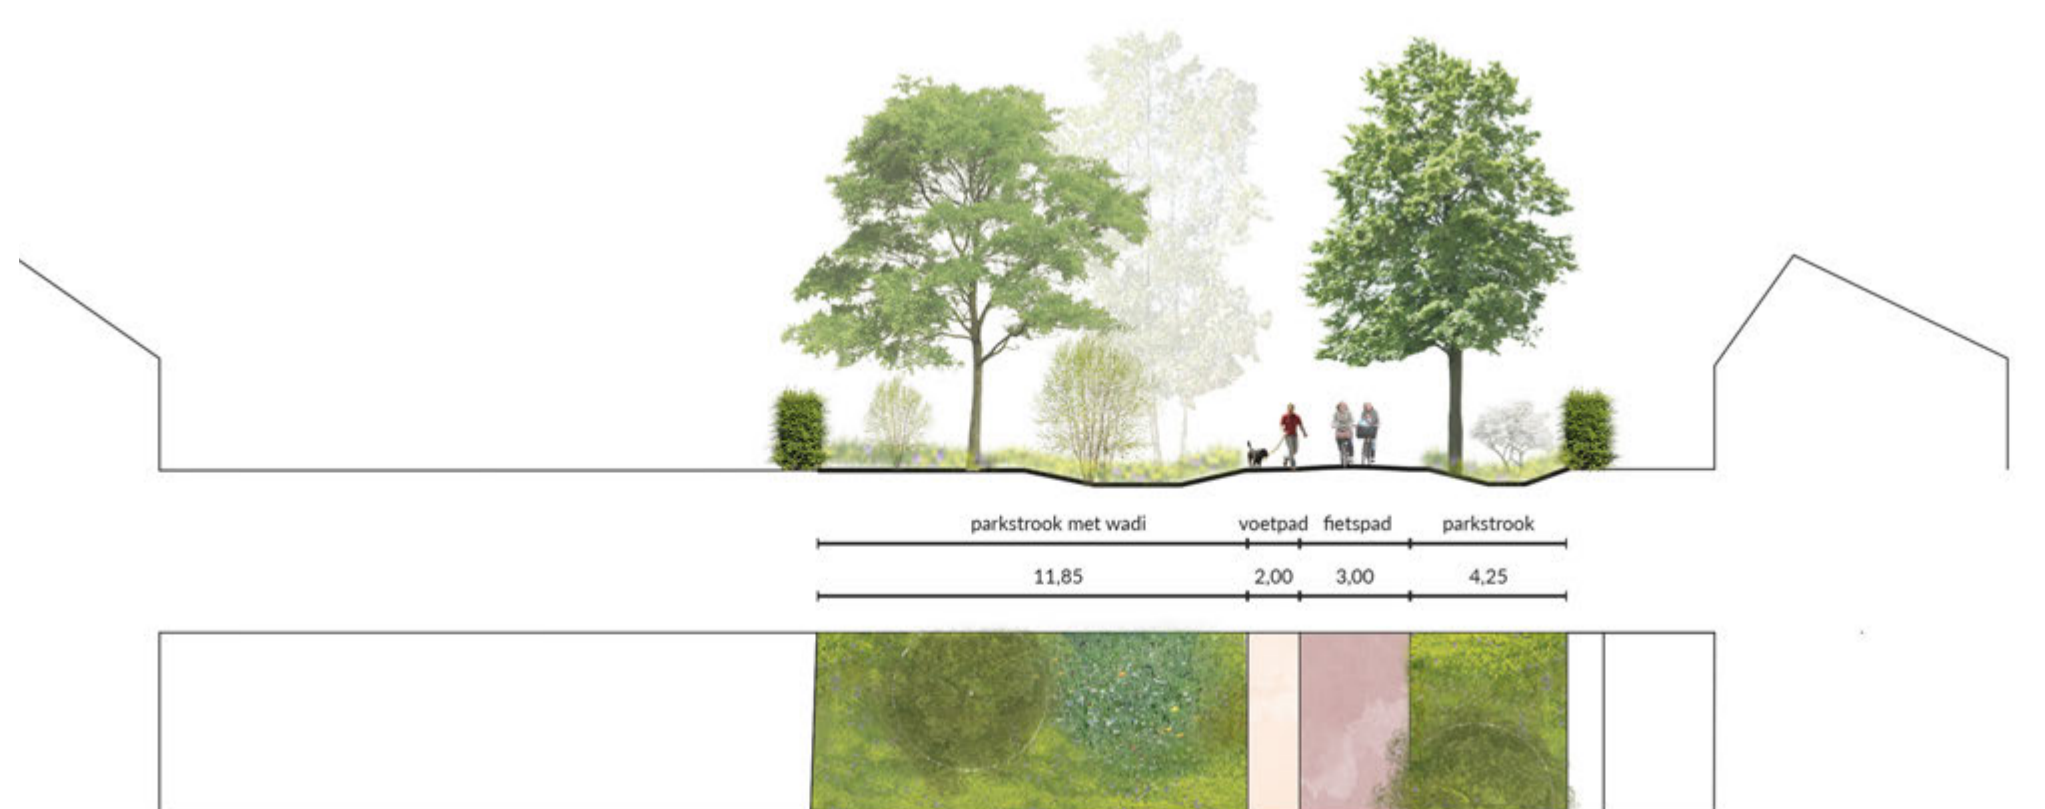 parkstrook met wadi voetpad fietspad parkstrook
11,85 2,00 3,00 4,25